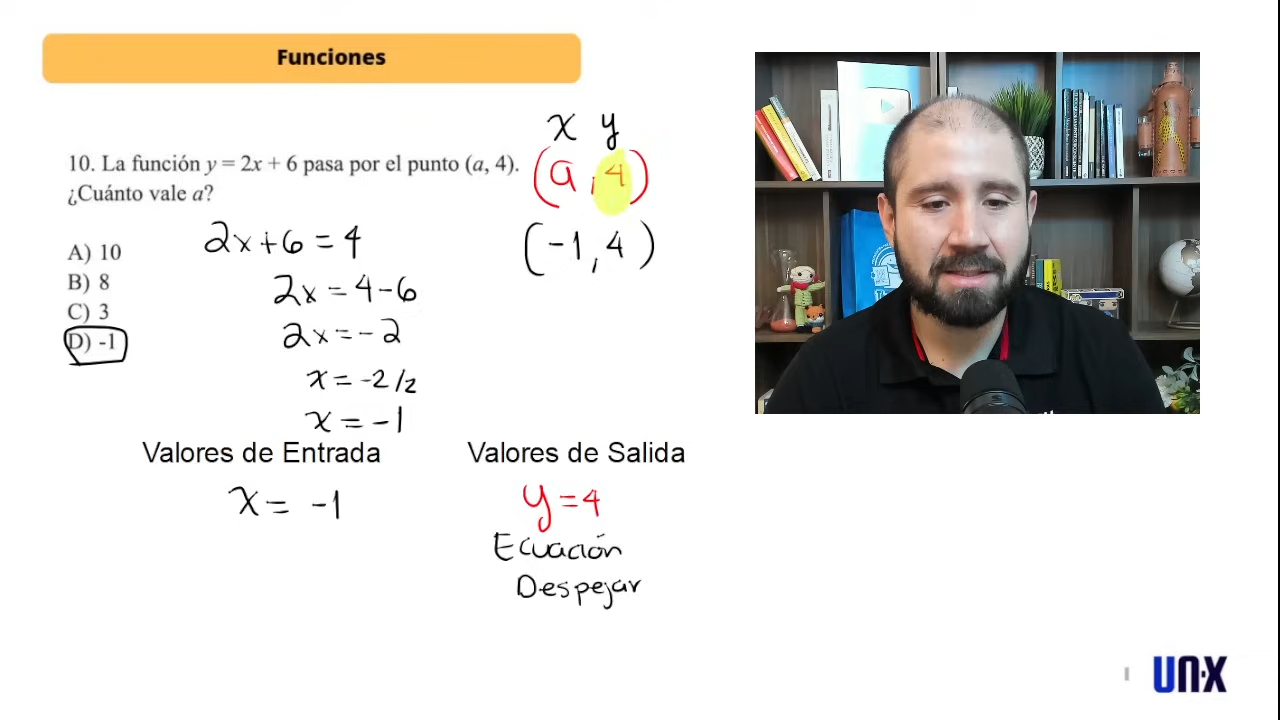 Funciones
10. La función y = 2x + 6 pasa por el punto (a, 4).
¿Cuánto vale a?
A) 10
B) 8
C) 3
D) -1
x y
(a, 4)
(-1, 4)
2x+6 = 4
2x = 4-6
2x = -2
x = -2/2
x = -1
Valores de Entrada
x = -1
Valores de Salida
y = 4
Ecuación
Despejar
UNX